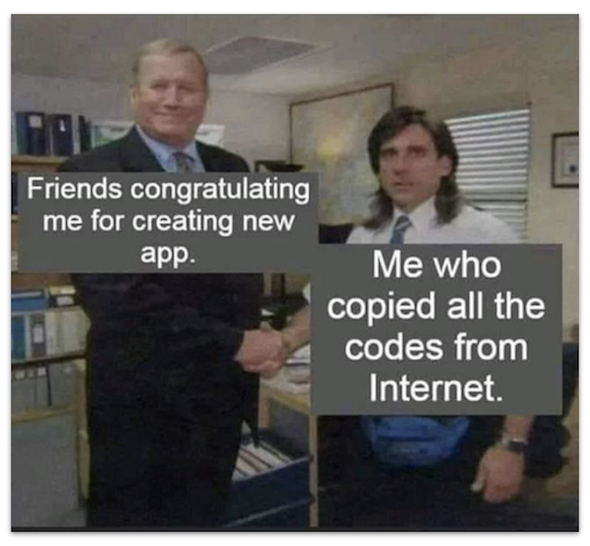 Friends congratulating
me for creating new
app.
Me who
copied all the
codes from
Internet.